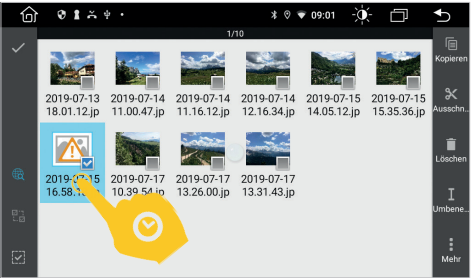 09:01
1/10
Kopieren
Ausschn...
Löschen
Umbene...
Mehr
2019-07-13 2019-07-14 2019-07-14 2019-07-14 2019-07-15 2019-07-15
18.01.12.jp 11.00.47.jp 11.16.12.jp 12.16.34.jp 14.05.12.jp 15.35.36.jp
2019-07-15 2019-07-17 2019-07-17 2019-07-17
16.58. 10.39.54.jp 13.26.00.jp 13.31.43.jp